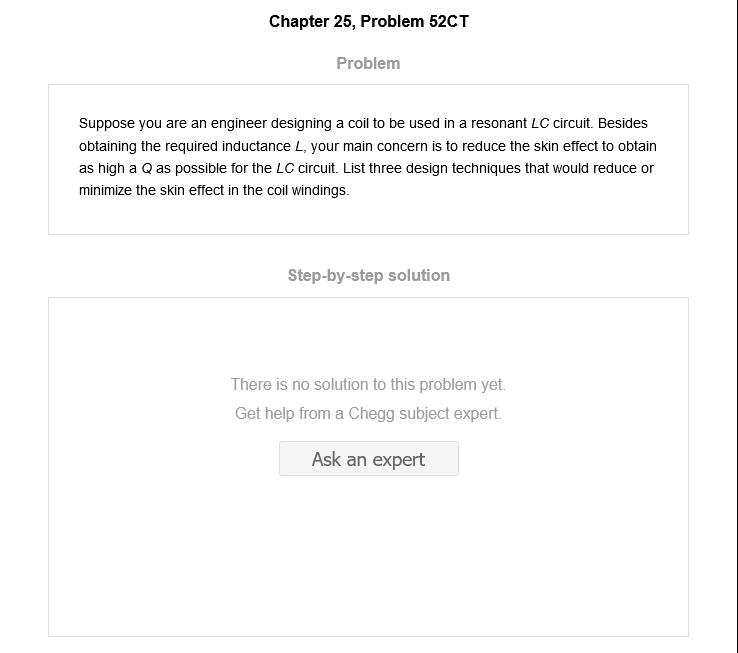 Chapter 25, Problem 52CT
Problem
Suppose you are an engineer designing a coil to be used in a resonant LC circuit. Besides
obtaining the required inductance L, your main concern is to reduce the skin effect to obtain
as high a Q as possible for the LC circuit. List three design techniques that would reduce or
minimize the skin effect in the coil windings.
Step-by-step solution
There is no solution to this problem yet.
Get help from a Chegg subject expert.
Ask an expert